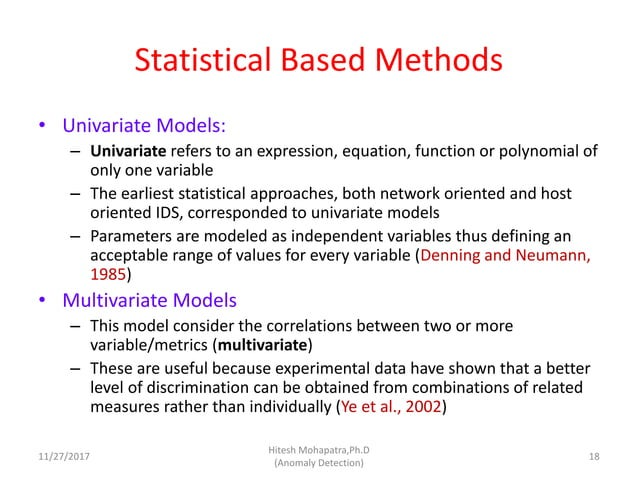 Statistical Based Methods
• Univariate Models:
– Univariate refers to an expression, equation, function or polynomial of
only one variable
– The earliest statistical approaches, both network oriented and host
oriented IDS, corresponded to univariate models
– Parameters are modeled as independent variables thus defining an
acceptable range of values for every variable (Denning and Neumann,
1985)
• Multivariate Models
– This model consider the correlations between two or more
variable/metrics (multivariate)
– These are useful because experimental data have shown that a better
level of discrimination can be obtained from combinations of related
measures rather than individually (Ye et al., 2002)
11/27/2017
Hitesh Mohapatra,Ph.D
(Anomaly Detection)
18